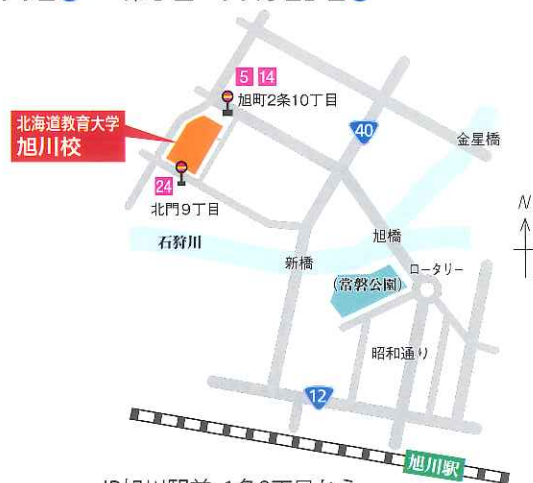 5 14
旭町2条10丁目
北海道教育大学
旭川校
40
金星橋
24
北門9丁目
N
石狩川
旭橋
新橋
ロータリー
(常磐公園)
昭和通り
12
旭川駅